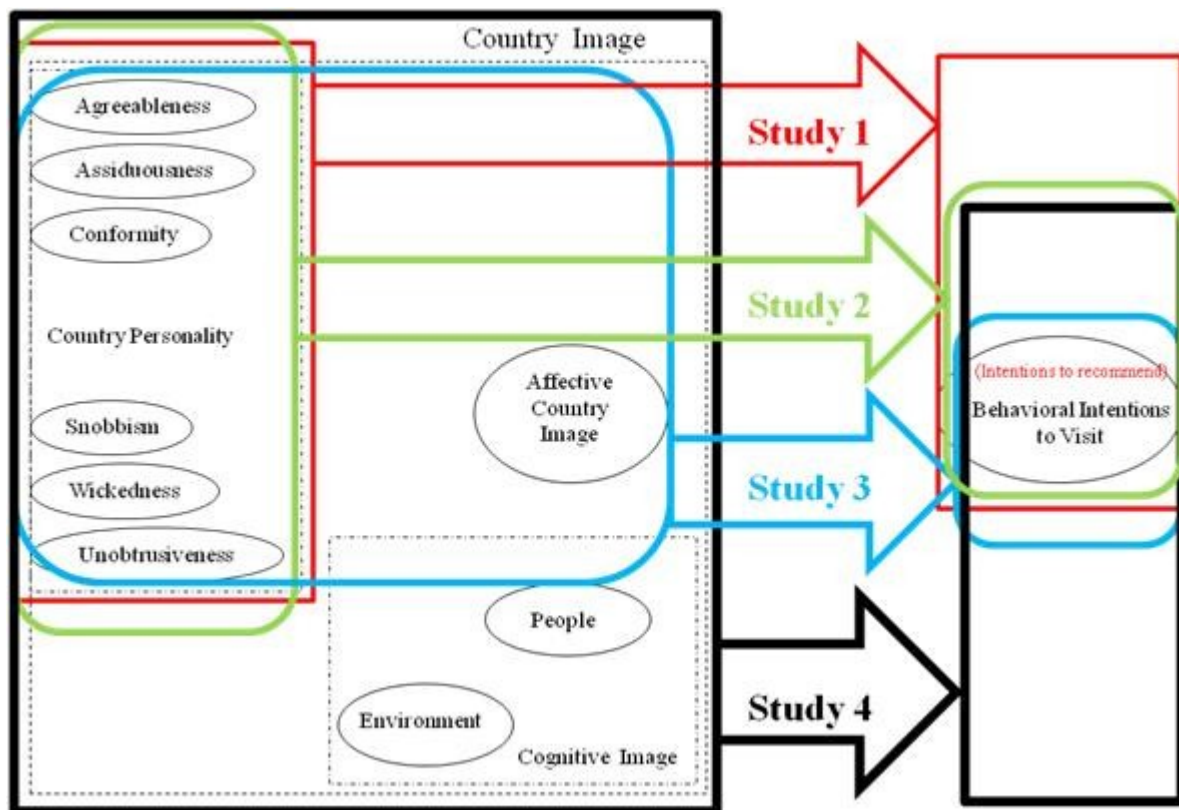 Country Image
Agreeableness
Study 1
Assiduousness
Conformity
Study 2
Country Personality
Affective
Country
Image
(Intentions to recommend)
Behavioral Intentions
to Visit
Snobbism
Wickedness
Study 3
Unobtrusiveness
People
Environment
Study 4
Cognitive Image